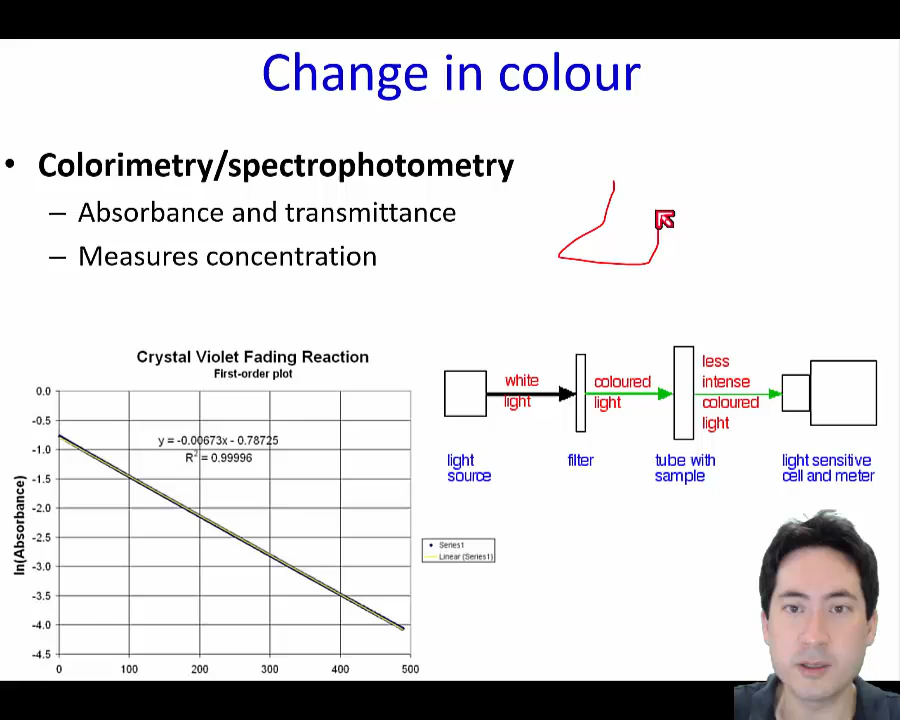 Change in colour
• Colorimetry/spectrophotometry
– Absorbance and transmittance
– Measures concentration
Crystal Violet Fading Reaction
First-order plot
0.0
-0.5
-1.0
-1.5
-2.0
-2.5
-3.0
-3.5
-4.0
-4.5
ln(Absorbance)
y = -0.00673x - 0.78725
R² = 0.99996
0 100 200 300 400 500
Series1
Linear (Series1)
white
light
coloured
light
less
intense
coloured
light
light
source
filter
tube with
sample
light sensitive
cell and meter